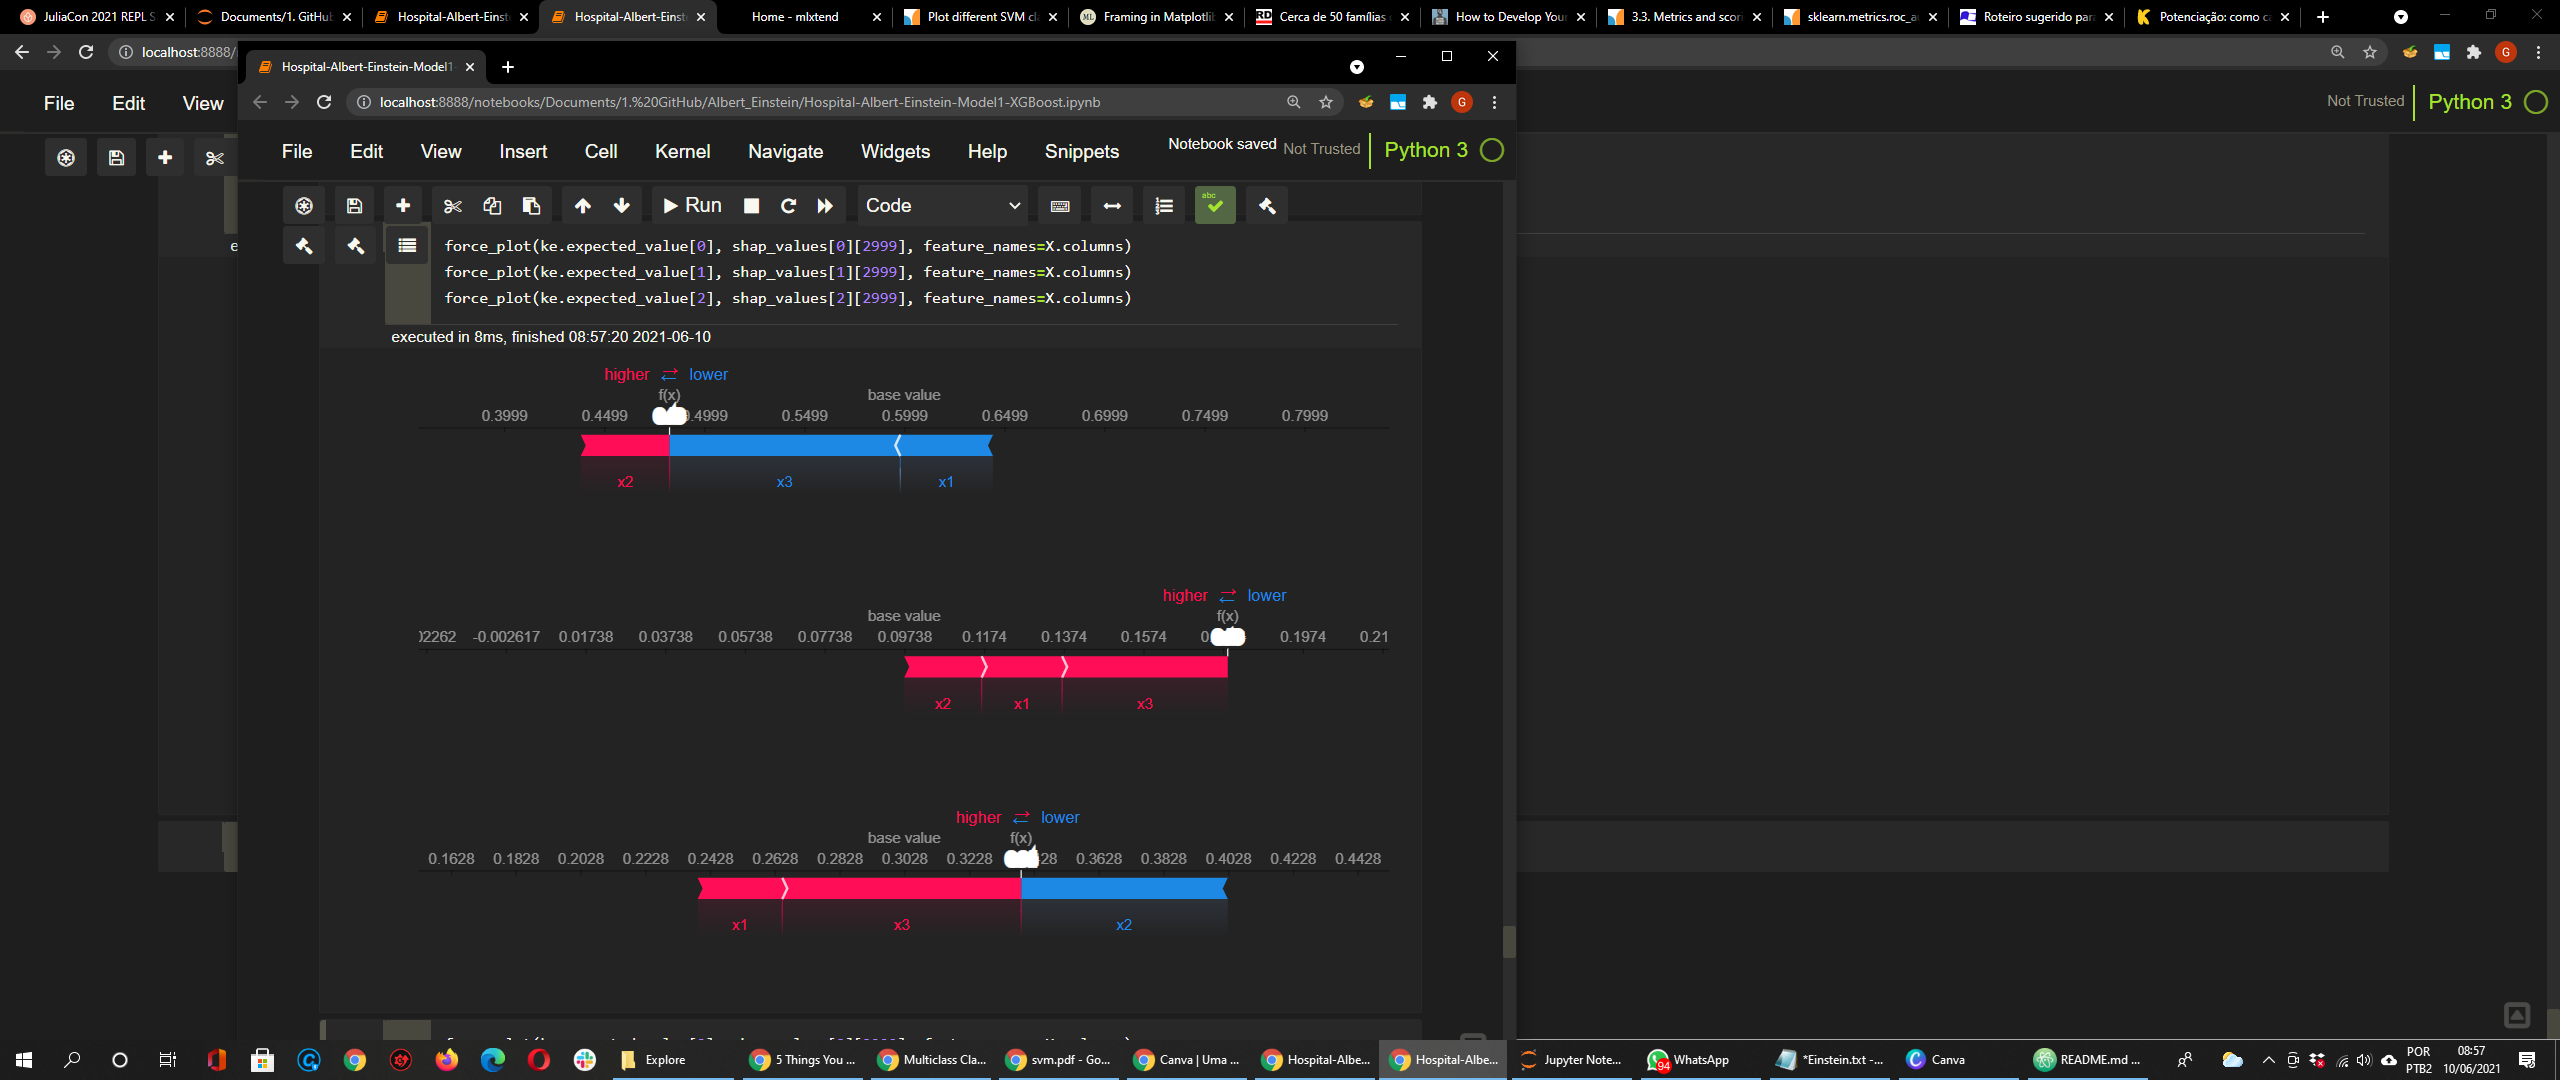 JuliaCon 2021 REPL S
Documents/1. GitHub
Hospital-Albert-Einst
Hospital-Albert-Einst
Home - mlxtend
Plot different SVM cl
Framing in Matplotli
Cerca de 50 famílias
How to Develop Your
3.3. Metrics and scori
sklearn.metrics.roc_a
Roteiro sugerido par
Potenciação: como c
localhost:8888/
Hospital-Albert-Einstein-Model1-
localhost:8888/notebooks/Documents/1.%20GitHub/Albert_Einstein/Hospital-Albert-Einstein-Model1-XGBoost.ipynb
File Edit View
Not Trusted Python 3
File Edit View Insert Cell Kernel Navigate Widgets Help Snippets Notebook saved Not Trusted Python 3
Run Code abc
force_plot(ke.expected_value[0], shap_values[0][2999], feature_names=X.columns)
force_plot(ke.expected_value[1], shap_values[1][2999], feature_names=X.columns)
force_plot(ke.expected_value[2], shap_values[2][2999], feature_names=X.columns)
executed in 8ms, finished 08:57:20 2021-06-10
higher lower
f(x) base value
0.3999 0.4499 0.4999 0.5499 0.5999 0.6499 0.6999 0.7499 0.7999
x2 x3 x1
higher lower
base value f(x)
02262 -0.002617 0.01738 0.03738 0.05738 0.07738 0.09738 0.1174 0.1374 0.1574 0.1974 0.21
x2 x1 x3
higher lower
base value f(x)
0.1628 0.1828 0.2028 0.2228 0.2428 0.2628 0.2828 0.3028 0.3228 0.3628 0.3828 0.4028 0.4228 0.4428
x1 x3 x2
Explore 5 Things You ... Multiclass Cla... svm.pdf - Go... Canva | Uma ... Hospital-Albe... Hospital-Albe... Jupyter Note... 94 WhatsApp *Einstein.txt -... Canva README.md ...
POR
PTB2
08:57
10/06/2021